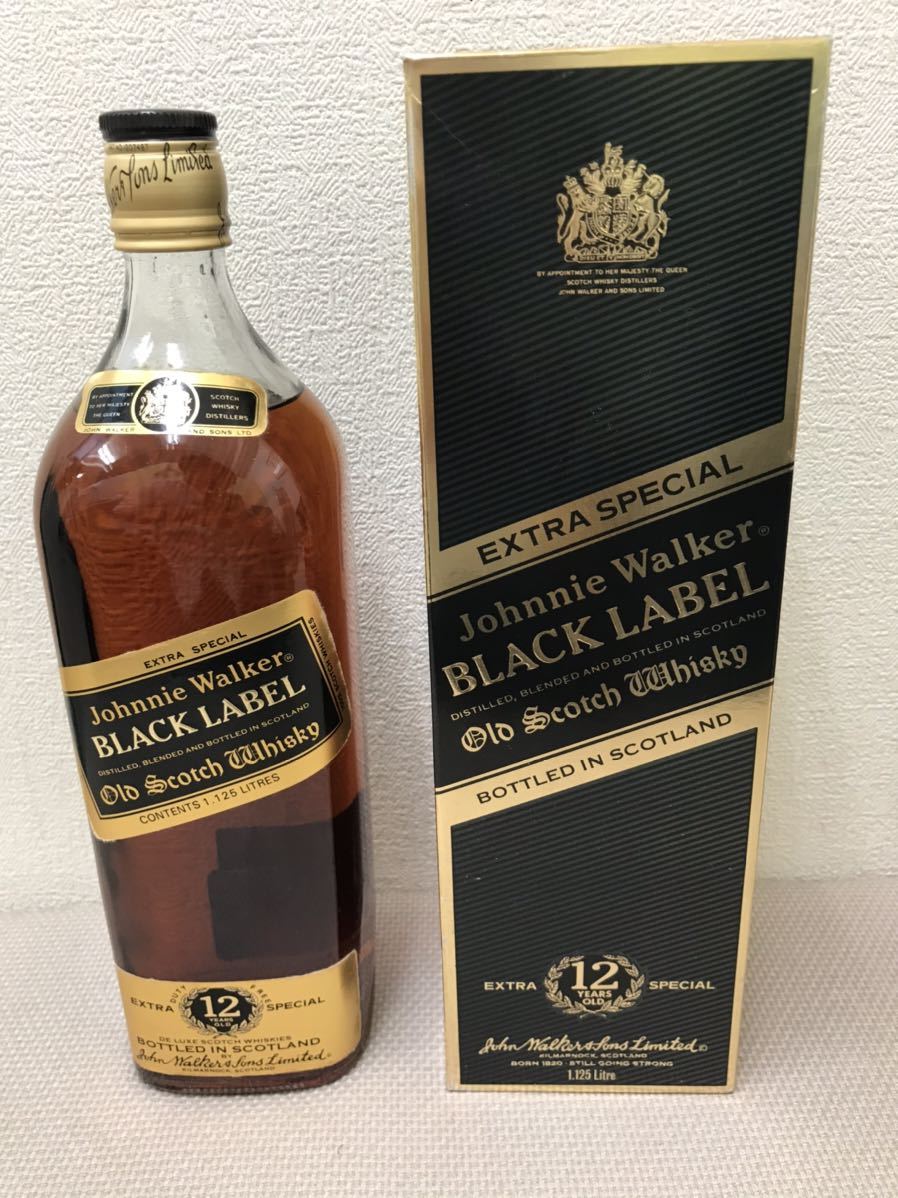 Sons Limited
BY APPOINTMENT
TO HER MAJESTY
THE QUEEN
SCOTCH
WHISKY
DISTILLERS
JOHN WALKER AND SONS LTD
EXTRA SPECIAL
Johnnie Walker®
BLACK LABEL
DISTILLED, BLENDED AND BOTTLED IN SCOTLAND
Old Scotch Whisky
CONTENTS 1.125 LITRES
SCOTCH WHISKIES
EXTRA
DUTY FREE
12
YEARS
OLD
SPECIAL
DE LUXE SCOTCH WHISKIES
BOTTLED IN SCOTLAND
BY
John Walker & Sons Limited
KILMARNOCK, SCOTLAND
BY APPOINTMENT TO HER MAJESTY THE QUEEN
SCOTCH WHISKY DISTILLERS
JOHN WALKER AND SONS LIMITED
EXTRA SPECIAL
Johnnie Walker®
BLACK LABEL
DISTILLED, BLENDED AND BOTTLED IN SCOTLAND
Old Scotch Whisky
BOTTLED IN SCOTLAND
EXTRA
12
YEARS
OLD
SPECIAL
John Walker & Sons Limited
KILMARNOCK, SCOTLAND
BORN 1820 - STILL GOING STRONG
1.125 Litre